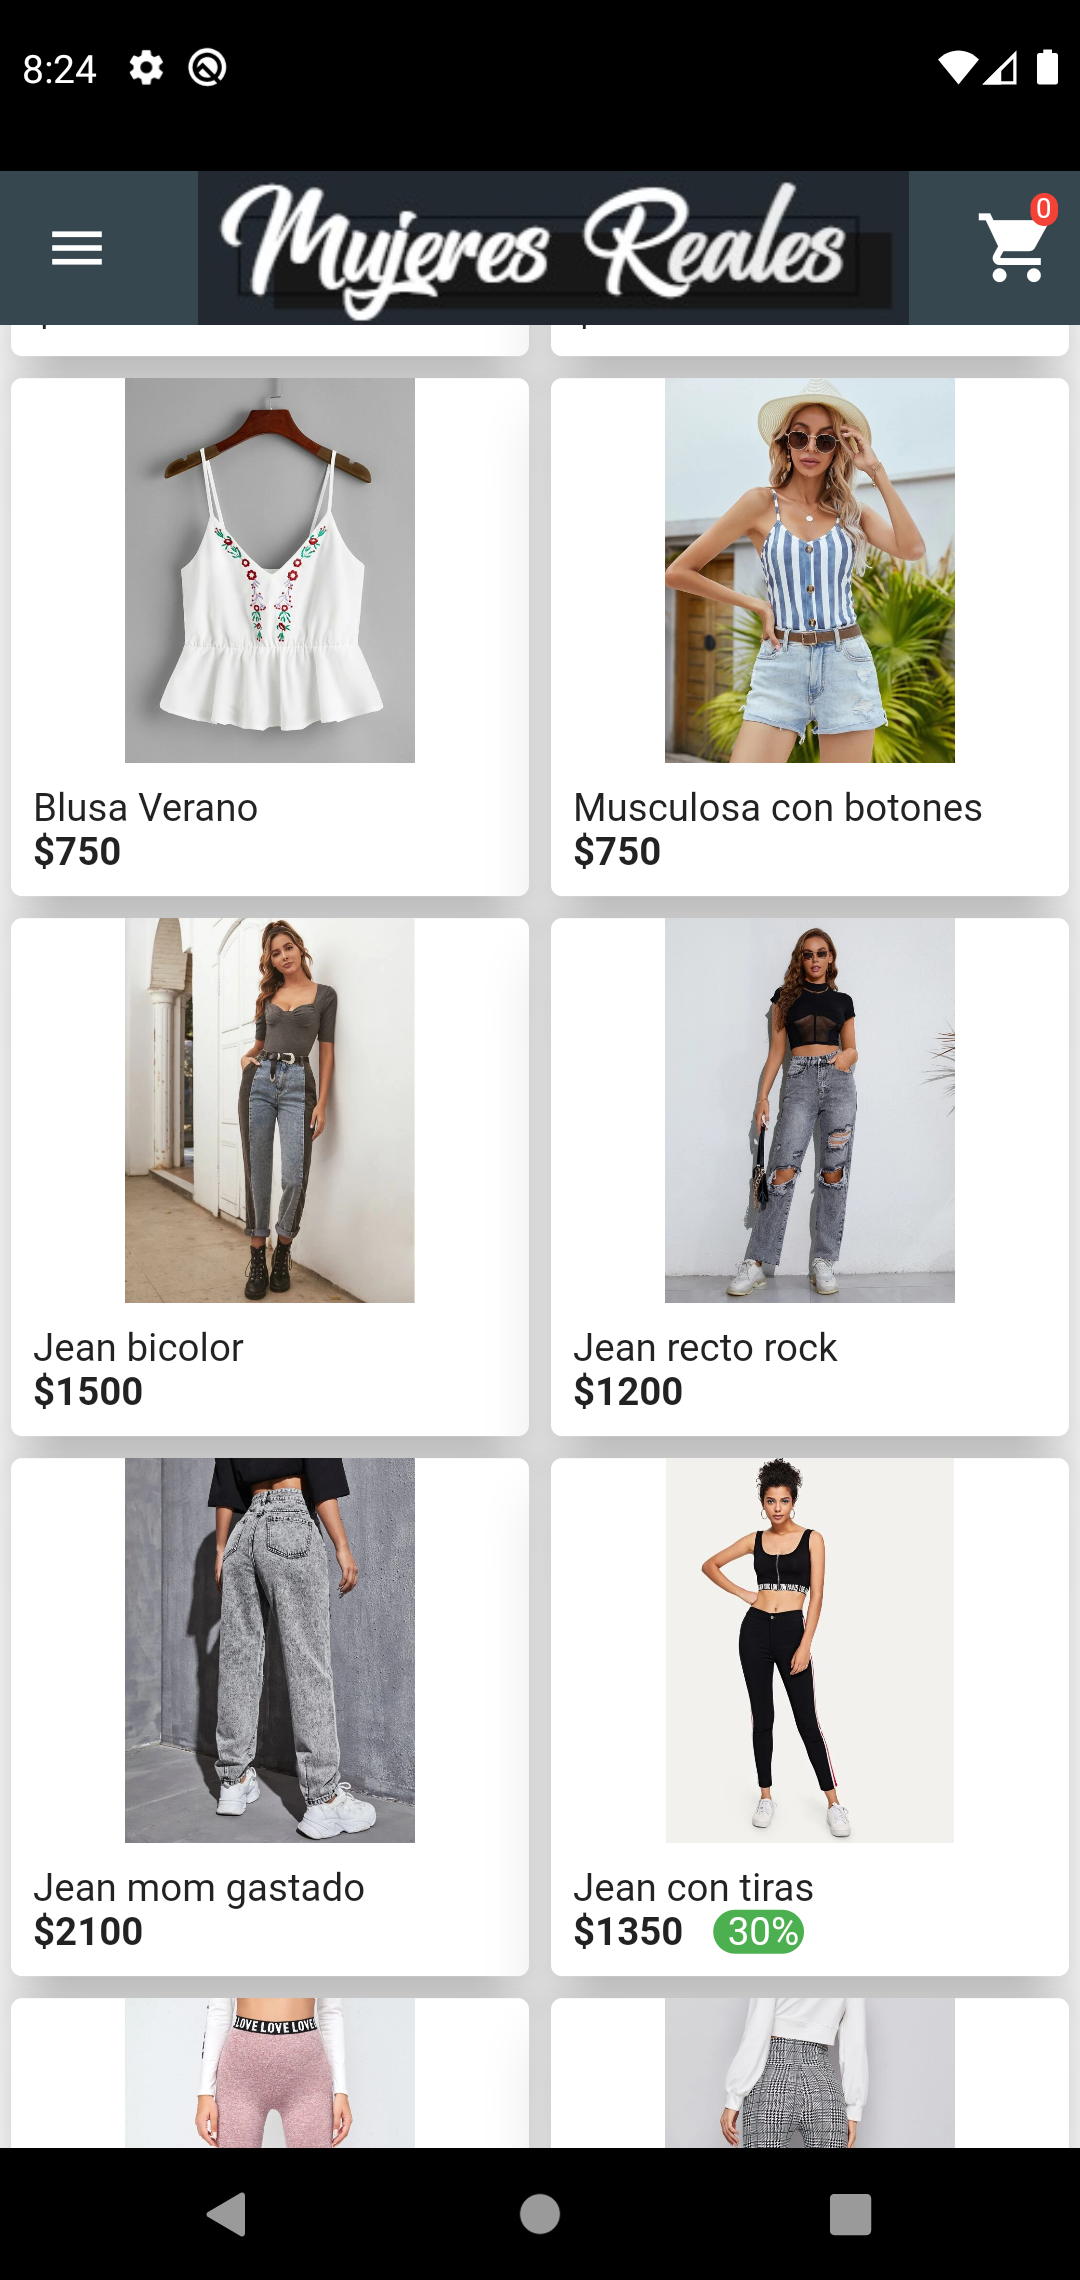 8:24
Mujeres Reales
0
Blusa Verano
$750
Musculosa con botones
$750
Jean bicolor
$1500
Jean recto rock
$1200
Jean mom gastado
$2100
Jean con tiras
$1350 30%
LOVE LOVE LOVE